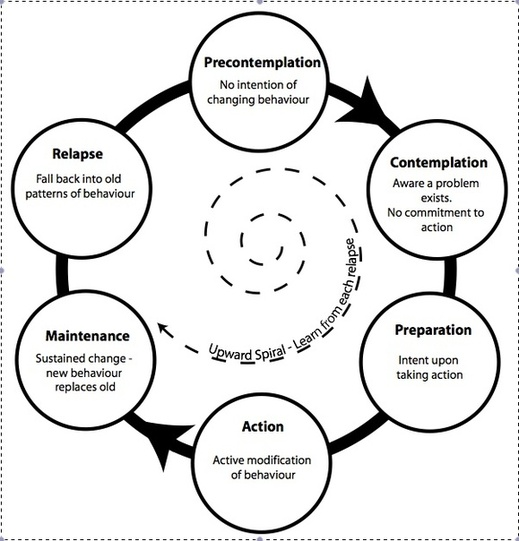 Precontemplation
No intention of
changing behaviour
Contemplation
Aware a problem
exists.
No commitment to
action
Preparation
Intent upon
taking action
Action
Active modification
of behaviour
Maintenance
Sustained change -
new behaviour
replaces old
Relapse
Fall back into old
patterns of behaviour
Upward Spiral - Learn from each relapse